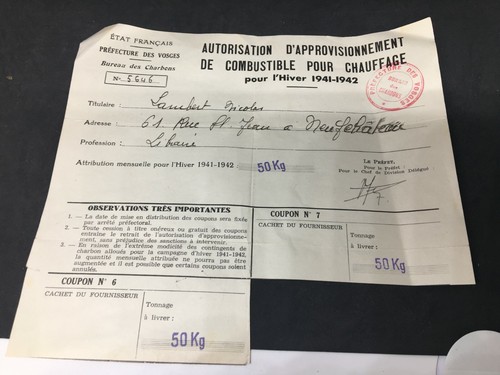 ÉTAT FRANÇAIS
PRÉFECTURE DES VOSGES
Bureau des Charbons
N° 5646
AUTORISATION D'APPROVISIONNEMENT
DE COMBUSTIBLE POUR CHAUFFAGE
pour l'Hiver 1941-1942
PRÉFECTURE DES VOSGES
Titulaire : Lambert Nicolas
Adresse : 61 Rue St Jean à Neufchâteau
Profession :
Attribution mensuelle pour l'Hiver 1941-1942 50 Kg
LE PRÉFET,
Pour le Préfet
Pour le Chef de Division Délégué
OBSERVATIONS TRÈS IMPORTANTES
1. — La date de mise en distribution des coupons sera fixée
par arrêté préfectoral.
2. — Toute cession à titre onéreux ou gratuit des coupons
entraîne le retrait de l'autorisation d'approvisionne-
ment, sans préjudice des sanctions à intervenir.
3. — En raison de l'extrême modicité des contingents de
charbon alloués pour la campagne d'hiver 1941-1942,
la quantité mensuelle attribuée ne pourra pas être
augmentée et il est possible que certains coupons soient
annulés.
COUPON N° 7
CACHET DU FOURNISSEUR
Tonnage
à livrer :
50 Kg
COUPON N° 6
CACHET DU FOURNISSEUR
Tonnage
à livrer :
50 Kg